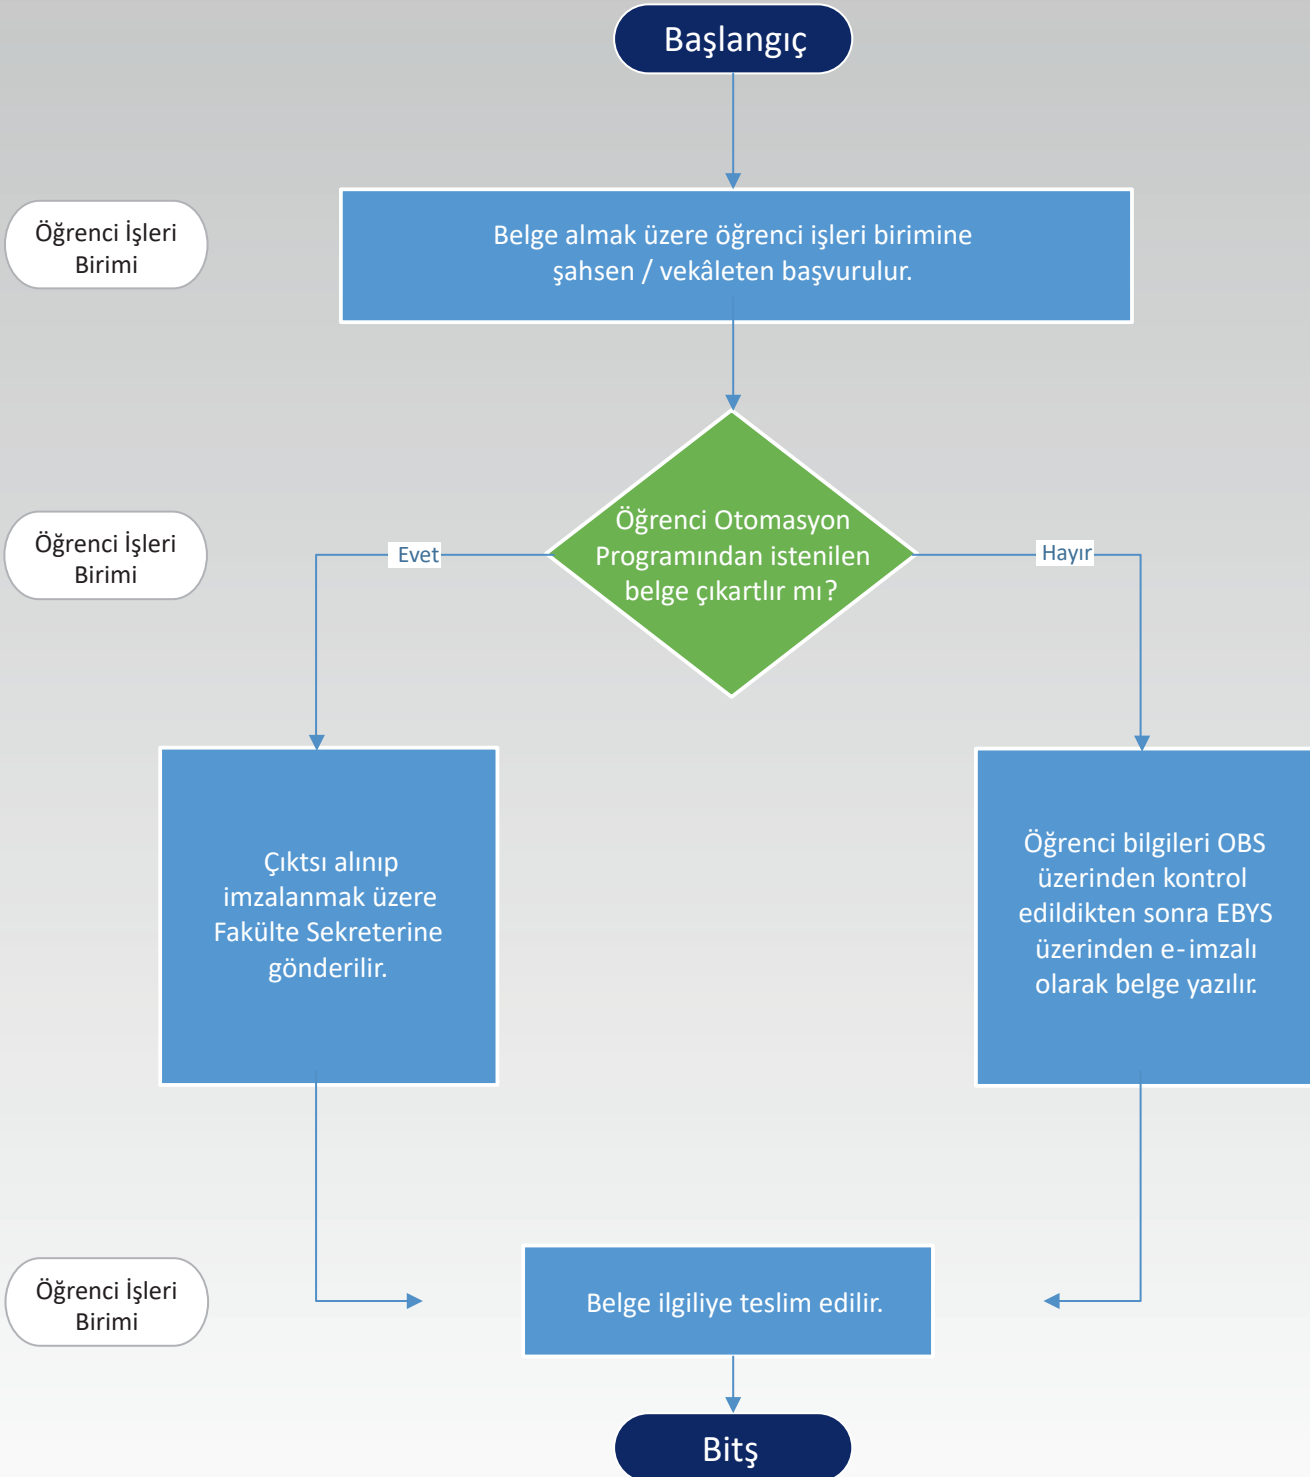 Başlangıç
Öğrenci İşleri
Birimi
Belge almak üzere öğrenci işleri birimine
şahsen / vekâleten başvurulur.
Öğrenci İşleri
Birimi
Evet
Öğrenci Otomasyon
Programından istenilen
belge çıkartlır mı?
Hayır
Çıktsı alınıp
imzalanmak üzere
Fakülte Sekreterine
gönderilir.
Öğrenci bilgileri OBS
üzerinden kontrol
edildikten sonra EBYS
üzerinden e-imzalı
olarak belge yazılır.
Öğrenci İşleri
Birimi
Belge ilgiliye teslim edilir.
Bitş